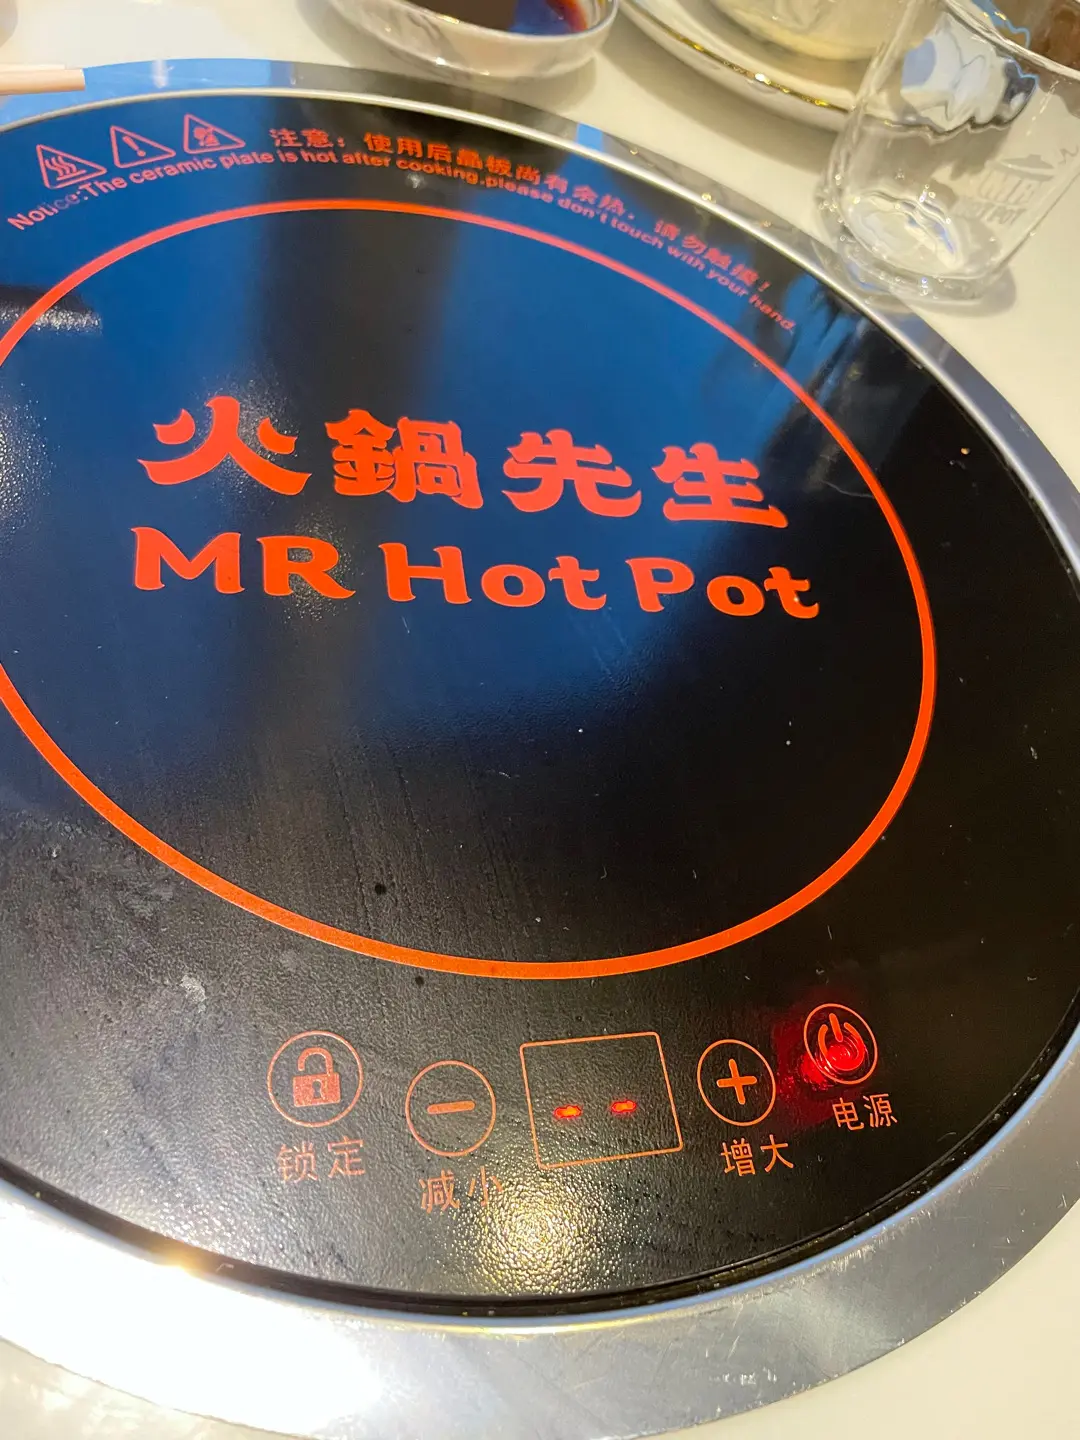 注意：使用后晶板尚有余热，请勿触摸！
Notice:The ceramic plate is hot after cooking,please don't touch with your hand.
火鍋先生
MR Hot Pot
锁定
减小
--
增大
电源
HOT POT